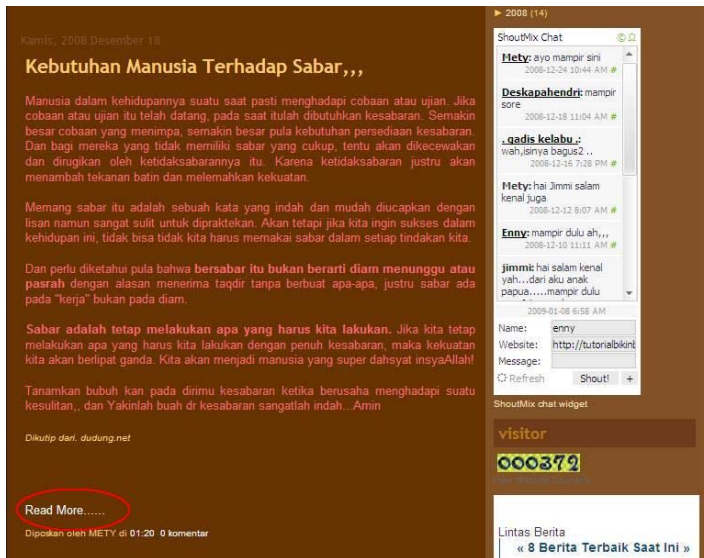 Kamis, 2008 Desember 18
Kebutuhan Manusia Terhadap Sabar,,,
Manusia dalam kehidupannya suatu saat pasti menghadapi cobaan atau ujian. Jika
cobaan atau ujian itu telah datang, pada saat itulah dibutuhkan kesabaran. Semakin
besar cobaan yang menimpa, semakin besar pula kebutuhan persediaan kesabaran.
Dan bagi mereka yang tidak memiliki sabar yang cukup, tentu akan dikecewakan
dan dirugikan oleh ketidaksabarannya itu. Karena ketidaksabaran justru akan
menambah tekanan batin dan melemahkan kekuatan.
Memang sabar itu adalah sebuah kata yang indah dan mudah diucapkan dengan
lisan namun sangat sulit untuk dipraktekan. Akan tetapi jika kita ingin sukses dalam
kehidupan ini, tidak bisa tidak kita harus memakai sabar dalam setiap tindakan kita.
Dan perlu diketahui pula bahwa bersabar itu bukan berarti diam menunggu atau
pasrah dengan alasan menerima taqdir tanpa berbuat apa-apa, justru sabar ada
pada "kerja" bukan pada diam.
Sabar adalah tetap melakukan apa yang harus kita lakukan. Jika kita tetap
melakukan apa yang harus kita lakukan dengan penuh kesabaran, maka kekuatan
kita akan berlipat ganda. Kita akan menjadi manusia yang super dahsyat insyaAllah!
Tanamkan bubuh kan pada dirimu kesabaran ketika berusaha menghadapi suatu
kesulitan,, dan Yakinlah buah dr kesabaran sangatlah indah...Amin
Dikutip dari. dudung.net
Read More......
Diposkan oleh METY di 01:20 0 komentar
► 2008 (14)
ShoutMix Chat © Ω
Mety: ayo mampir sini
2008-12-24 10:44 AM #
Deskapahendri: mampir
sore
2008-12-18 11:04 AM #
. gadis
kelabu .:
wah,isinya bagus2 ..
2008-12-16 7:28 PM #
Mety: hai Jimmi salam
kenal juga
2008-12-12 8:07 AM #
Enny: mampir dulu ah,,,
2008-12-10 11:11 AM #
jimmi: hai salam kenal
yah...dari aku anak
papua.....mampir dulu
2009-01-08 6:58 AM
Name: enny
Website: http://tutorialbikinb
Message:
Refresh Shout! +
ShoutMix chat widget
visitor
000372
Free Website Counters
Lintas Berita
« 8 Berita Terbaik Saat Ini »